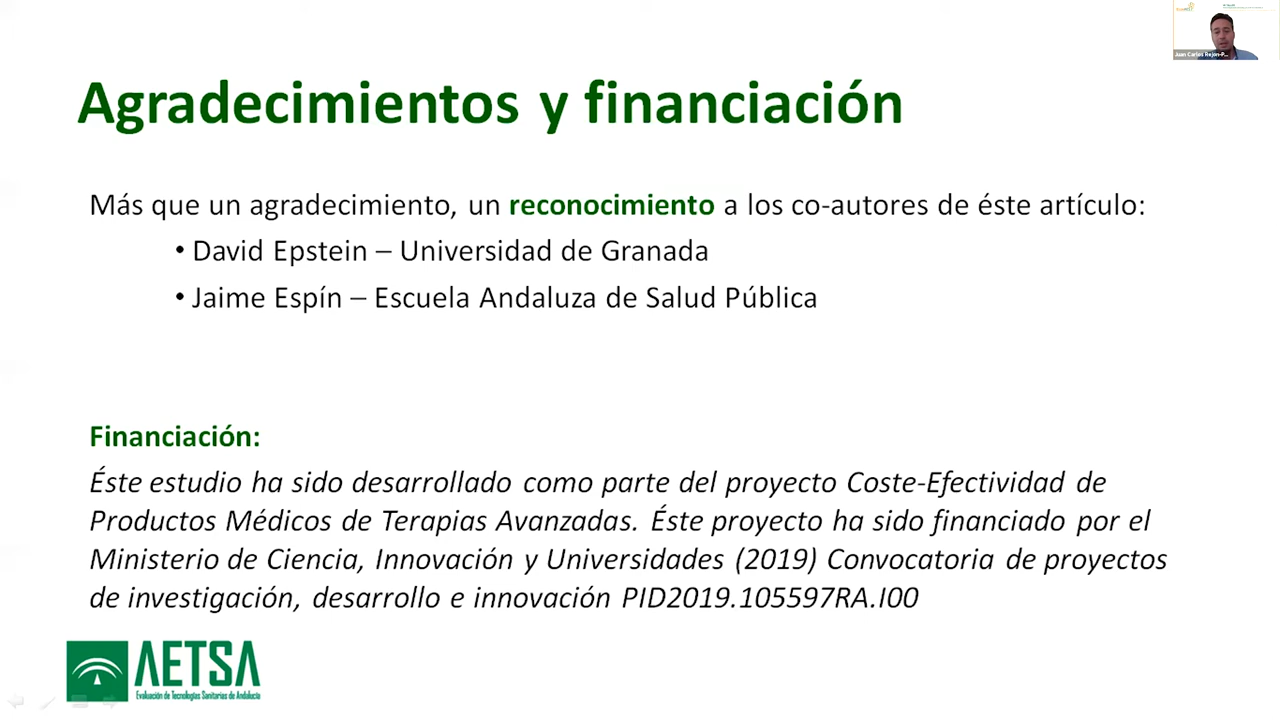 Agradecimientos y financiación
Más que un agradecimiento, un reconocimiento a los co-autores de éste artículo:
• David Epstein – Universidad de Granada
• Jaime Espín – Escuela Andaluza de Salud Pública
Financiación:
Éste estudio ha sido desarrollado como parte del proyecto Coste-Efectividad de
Productos Médicos de Terapias Avanzadas. Éste proyecto ha sido financiado por el
Ministerio de Ciencia, Innovación y Universidades (2019) Convocatoria de proyectos
de investigación, desarrollo e innovación PID2019.105597RA.I00
AETSA
Evaluación de Tecnologías Sanitarias de Andalucía
Juan Carlos Rejon-P...